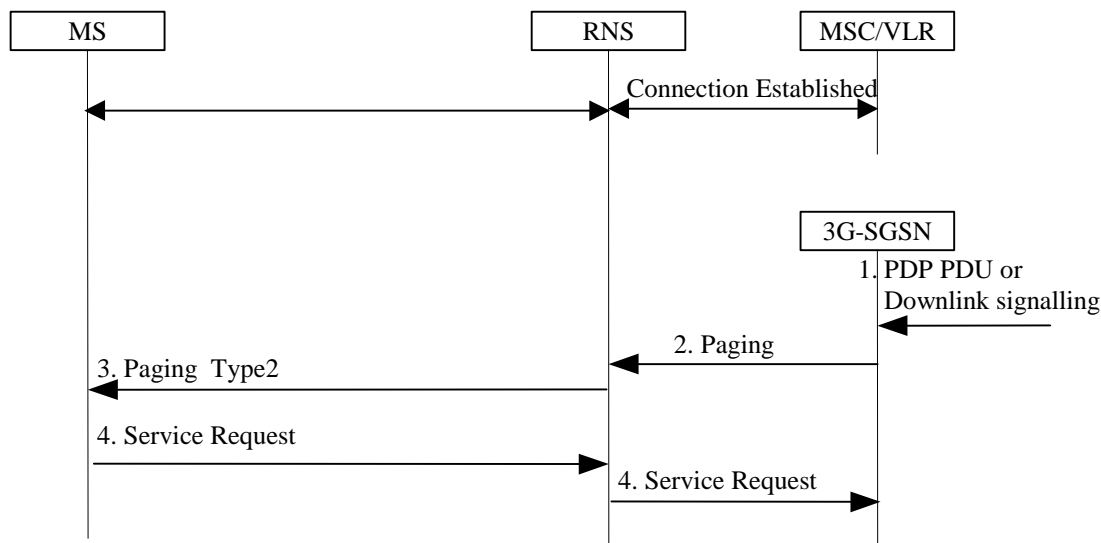 MS
RNS
MSC/VLR
Connection Established
3G-SGSN
1. PDP PDU or
Downlink signalling
2. Paging
3. Paging Type2
4. Service Request
4. Service Request